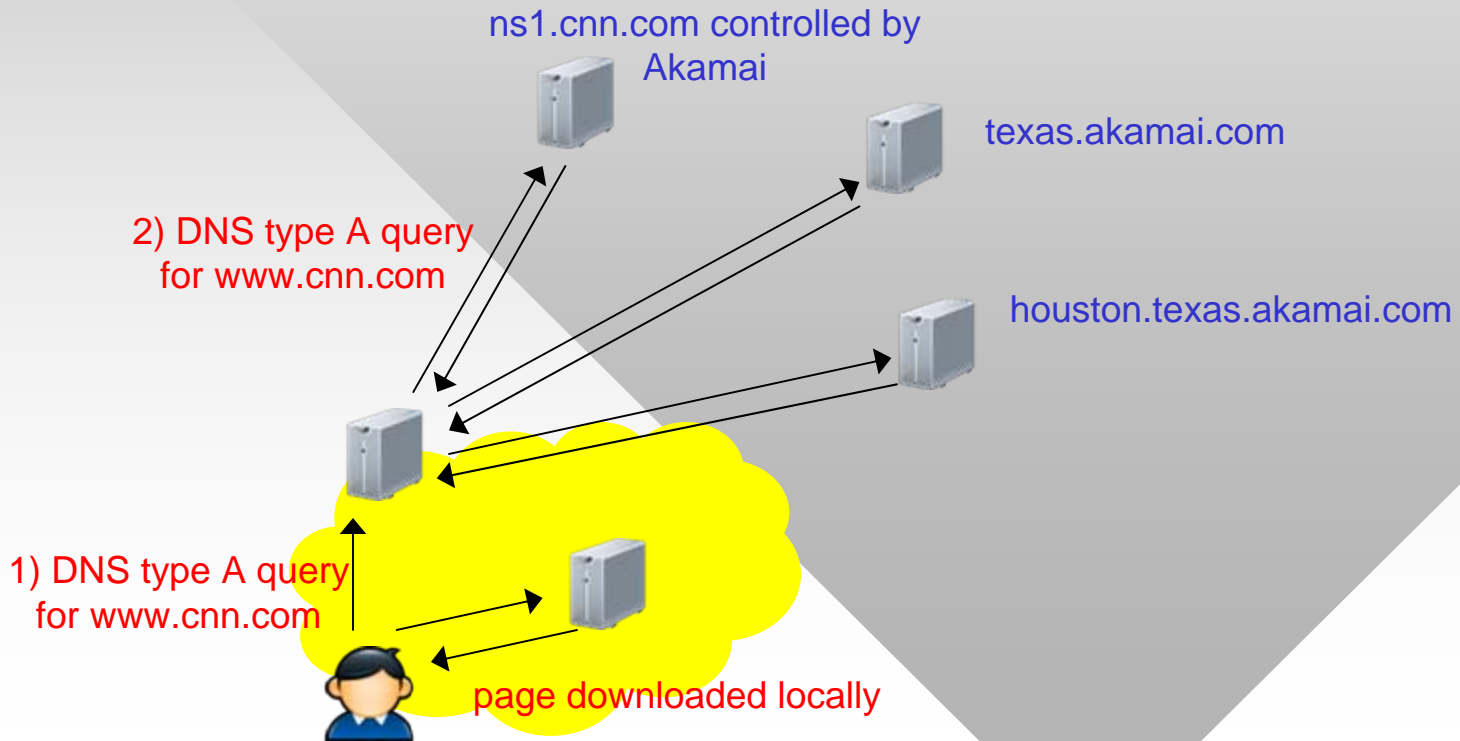 ns1.cnn.com controlled by
Akamai
texas.akamai.com
2) DNS type A query
for www.cnn.com
houston.texas.akamai.com
1) DNS type A query
for www.cnn.com
page downloaded locally